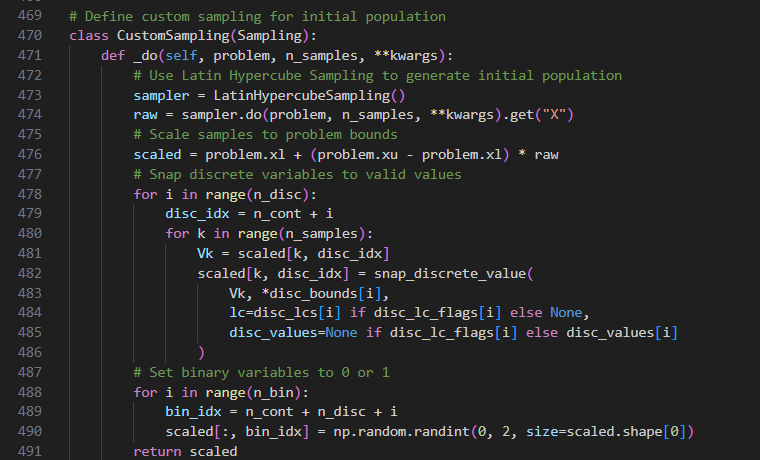 469 # Define custom sampling for initial population
470 class CustomSampling(Sampling):
471     def _do(self, problem, n_samples, **kwargs):
472         # Use Latin Hypercube Sampling to generate initial population
473         sampler = LatinHypercubeSampling()
474         raw = sampler.do(problem, n_samples, **kwargs).get("X")
475         # Scale samples to problem bounds
476         scaled = problem.xl + (problem.xu - problem.xl) * raw
477         # Snap discrete variables to valid values
478         for i in range(n_disc):
479             disc_idx = n_cont + i
480             for k in range(n_samples):
481                 Vk = scaled[k, disc_idx]
482                 scaled[k, disc_idx] = snap_discrete_value(
483                     Vk, *disc_bounds[i],
484                     lc=disc_lcs[i] if disc_lc_flags[i] else None,
485                     disc_values=None if disc_lc_flags[i] else disc_values[i]
486                 )
487         # Set binary variables to 0 or 1
488         for i in range(n_bin):
489             bin_idx = n_cont + n_disc + i
490             scaled[:, bin_idx] = np.random.randint(0, 2, size=scaled.shape[0])
491         return scaled